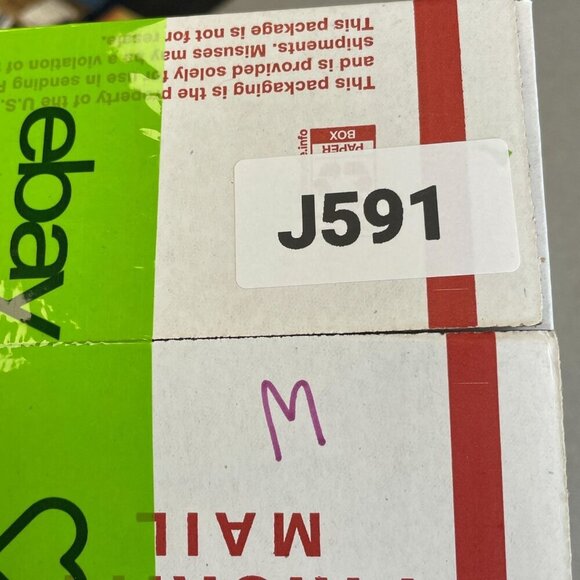 ebay
This packaging is the property of the U.S.
and is provided solely for use in sending
shipments. Misuses may be a violation of
This package is not for resale.
PAPER
BOX
.info
J591
M
MAIL